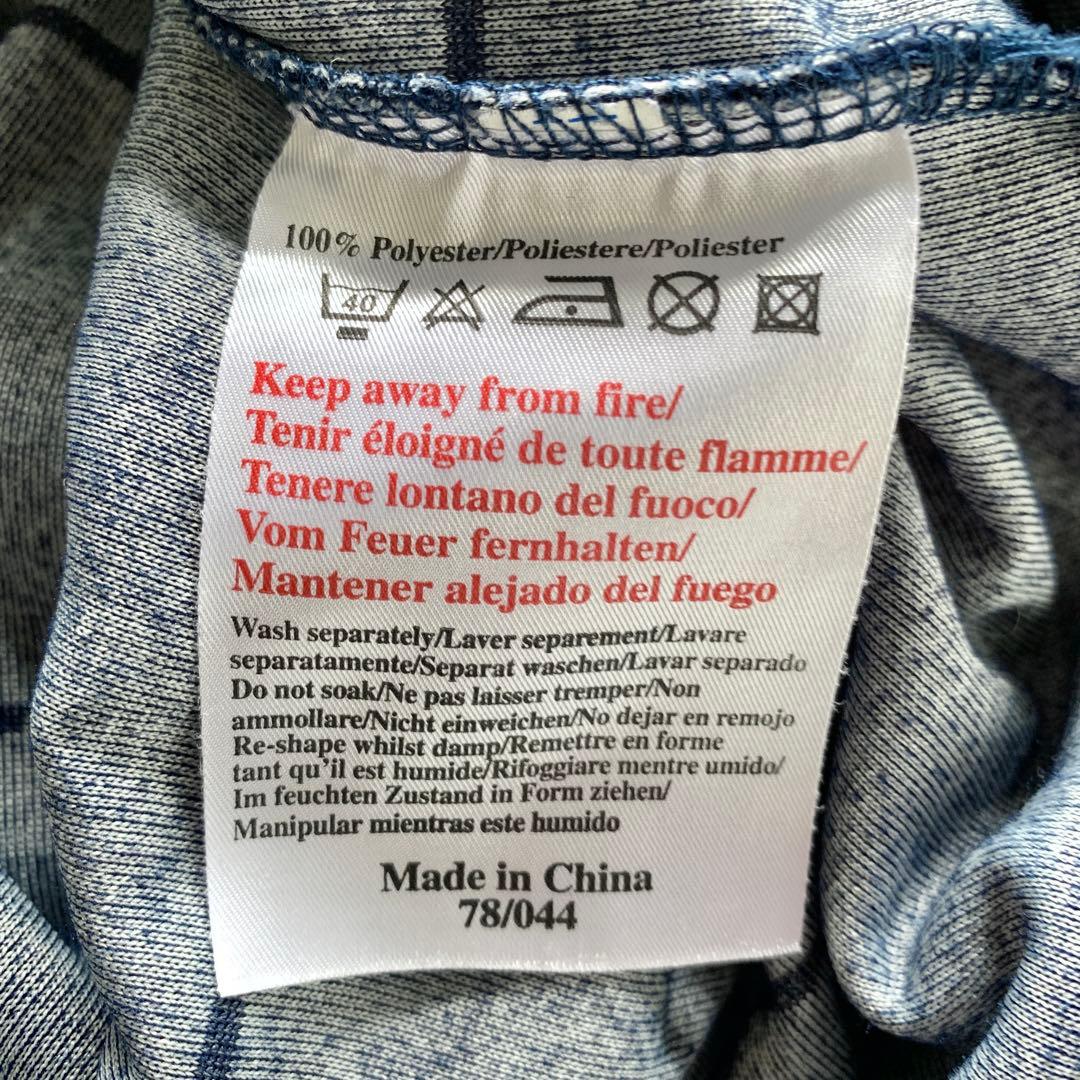 100% Polyester/Poliestere/Poliester
40
Keep away from fire/
Tenir éloigné de toute flamme/
Tenere lontano del fuoco/
Vom Feuer fernhalten/
Mantener alejado del fuego
Wash separately/Laver separement/Lavare
separatamente/Separat waschen/Lavar separado
Do not soak/Ne pas laisser tremper/Non
ammollare/Nicht einweichen/No dejar en remojo
Re-shape whilst damp/Remettre en forme
tant qu'il est humide/Rifoggiare mentre umido/
Im feuchten Zustand in Form ziehen/
Manipular mientras este humido
Made in China
78/044